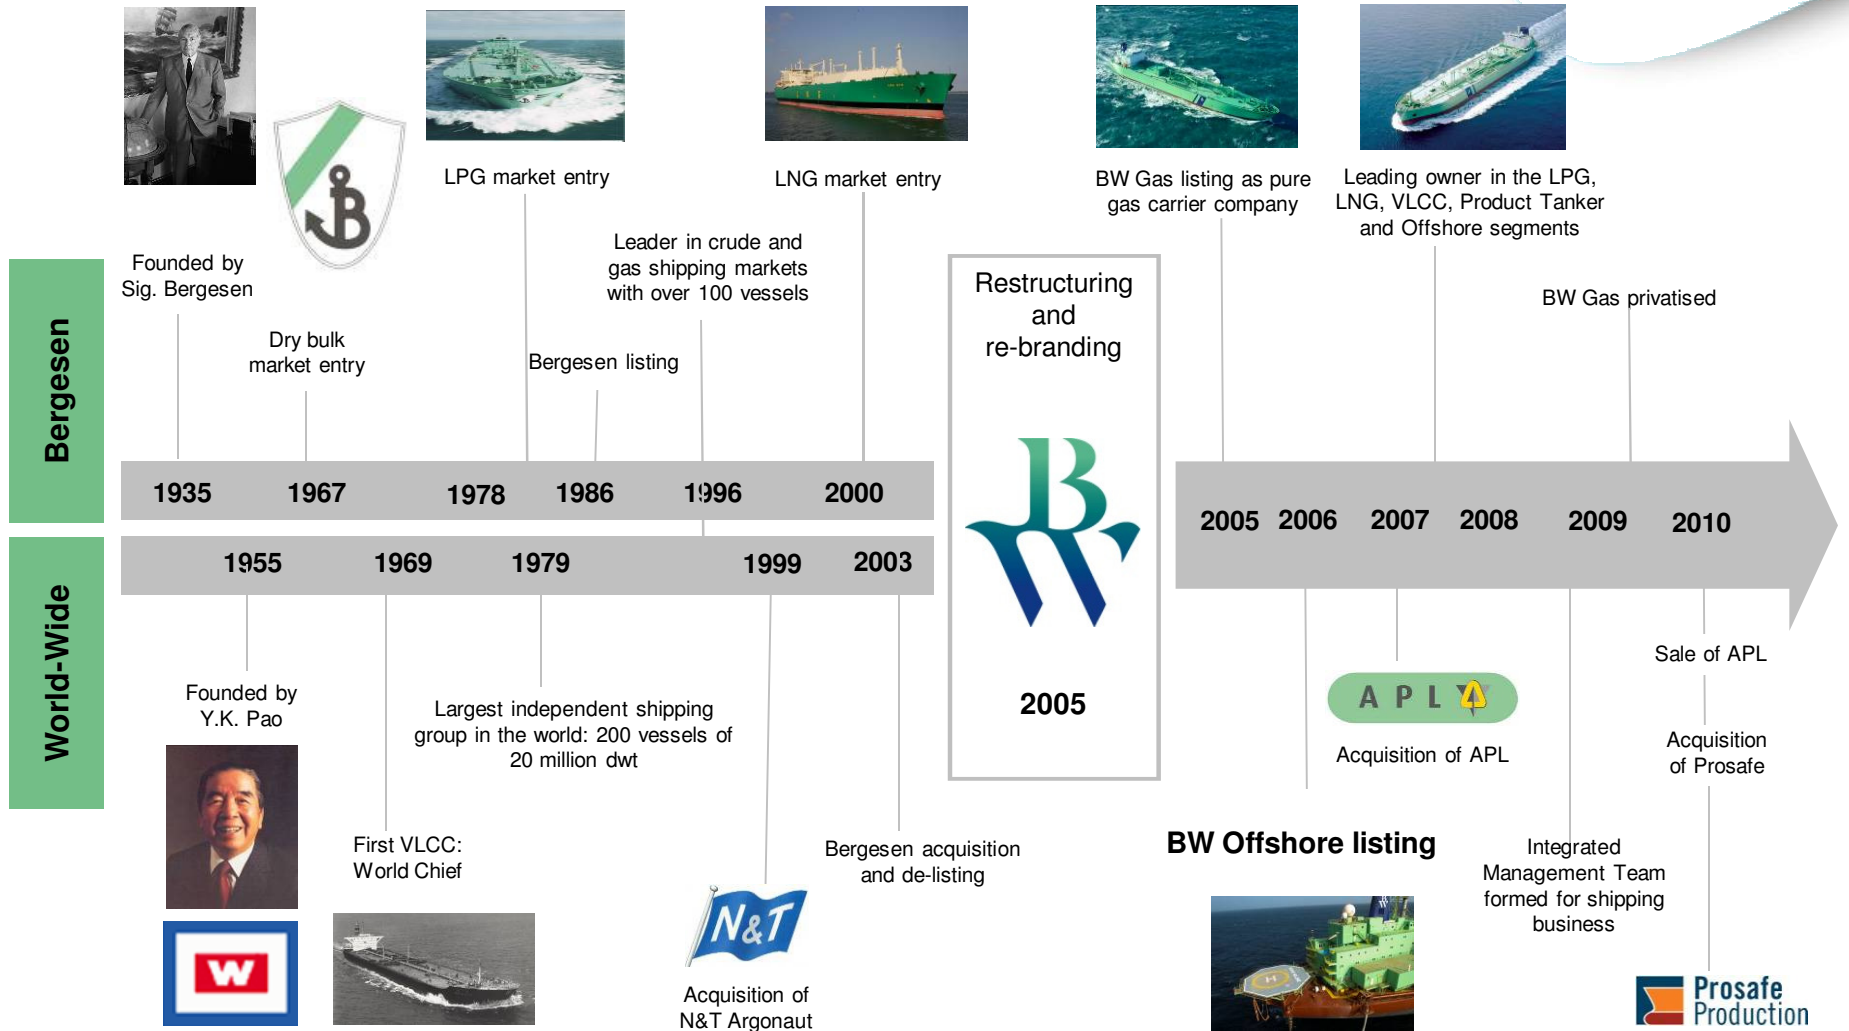 LPG market entry
LNG market entry
BW Gas listing as pure
gas carrier company
Leading owner in the LPG,
LNG, VLCC, Product Tanker
and Offshore segments
Founded by
Sig. Bergesen
Dry bulk
market entry
Bergesen listing
Leader in crude and
gas shipping markets
with over 100 vessels
BW Gas privatised
Bergesen
1935
1967
1978
1986
1996
2000
World-Wide
1955
1969
1979
1999
2003
Restructuring
and
re-branding
BW
2005
2005
2006
2007
2008
2009
2010
Founded by
Y.K. Pao
W
First VLCC:
World Chief
Largest independent shipping
group in the world: 200 vessels of
20 million dwt
N&T
Acquisition of
N&T Argonaut
Bergesen acquisition
and de-listing
BW Offshore listing
APL
Acquisition of APL
Integrated
Management Team
formed for shipping
business
Sale of APL
Acquisition
of Prosafe
Prosafe
Production